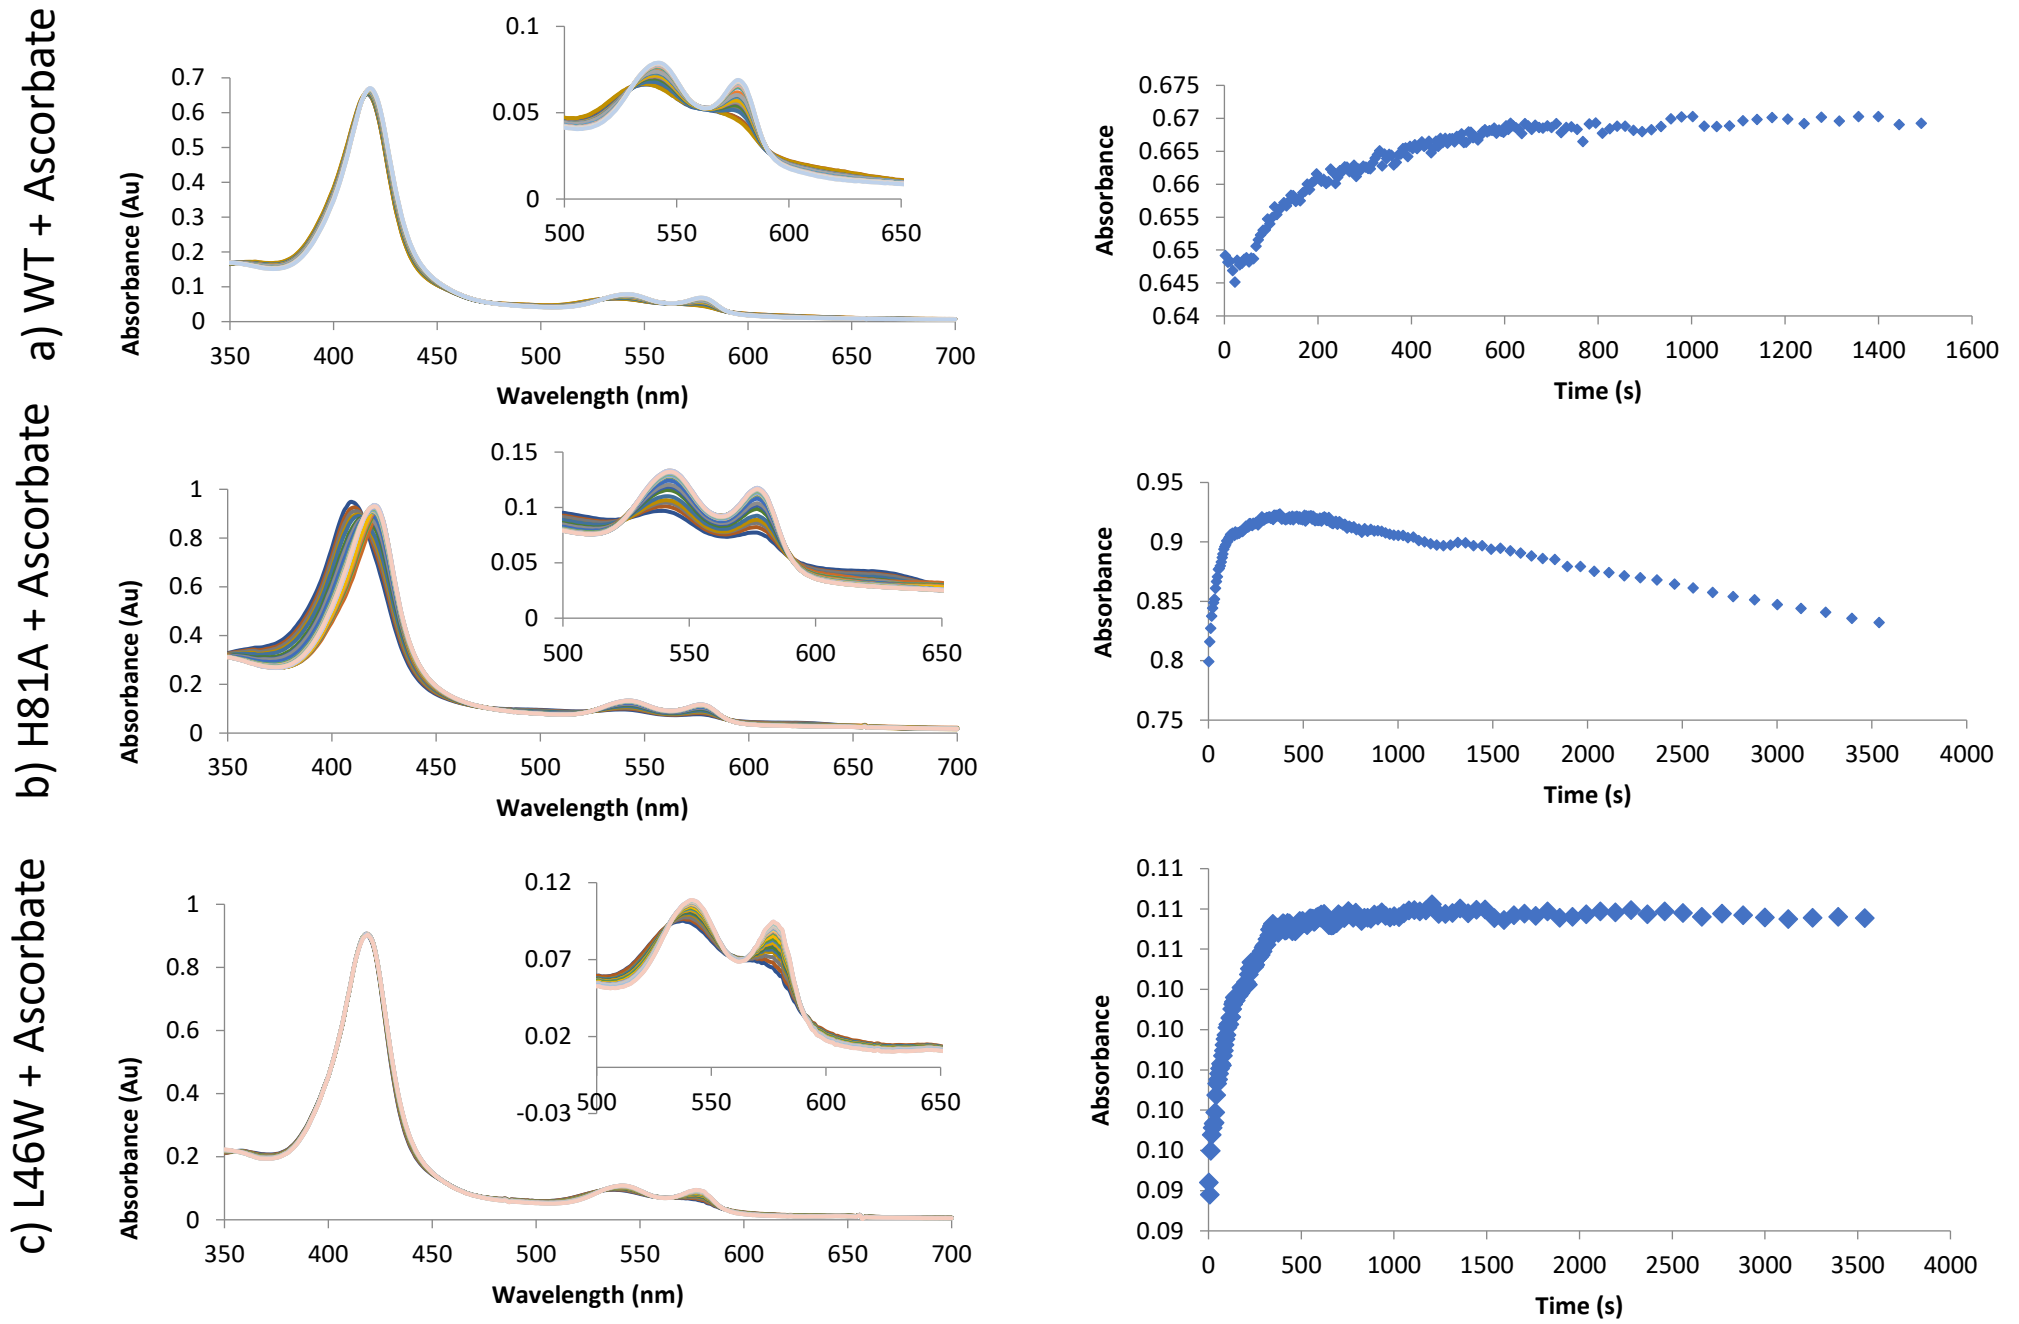 a) WT + Ascorbate
Absorbance (Au)
0.7
0.6
0.5
0.4
0.3
0.2
0.1
0
350 400 450 500 550 600 650 700
Wavelength (nm)
0.1
0.05
0
500 550 600 650
Absorbance
0.675
0.67
0.665
0.66
0.655
0.65
0.645
0.64
0 200 400 600 800 1000 1200 1400 1600
Time (s)
b) H81A + Ascorbate
Absorbance (Au)
1
0.8
0.6
0.4
0.2
0
350 400 450 500 550 600 650 700
Wavelength (nm)
0.15
0.1
0.05
0
500 550 600 650
Absorbance
0.95
0.9
0.85
0.8
0.75
0 500 1000 1500 2000 2500 3000 3500 4000
Time (s)
c) L46W + Ascorbate
Absorbance (Au)
1
0.8
0.6
0.4
0.2
0
350 400 450 500 550 600 650 700
Wavelength (nm)
0.12
0.07
0.02
-0.03
500 550 600 650
Absorbance
0.11
0.11
0.11
0.10
0.10
0.10
0.10
0.10
0.09
0.09
0 500 1000 1500 2000 2500 3000 3500 4000
Time (s)